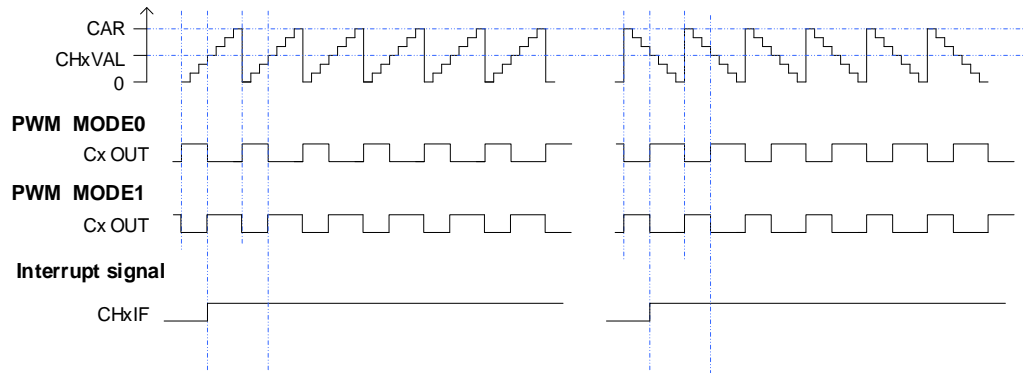 CAR
CHxVAL
0
PWM MODE0
Cx OUT
PWM MODE1
Cx OUT
Interrupt signal
CHxIF